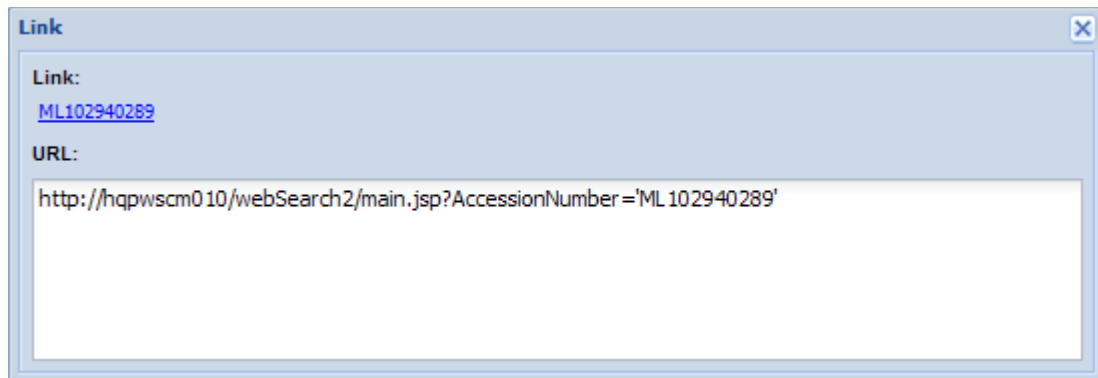 Link
Link:
ML102940289
URL:
http://hqpwscm010/webSearch2/main.jsp?AccessionNumber='ML102940289'